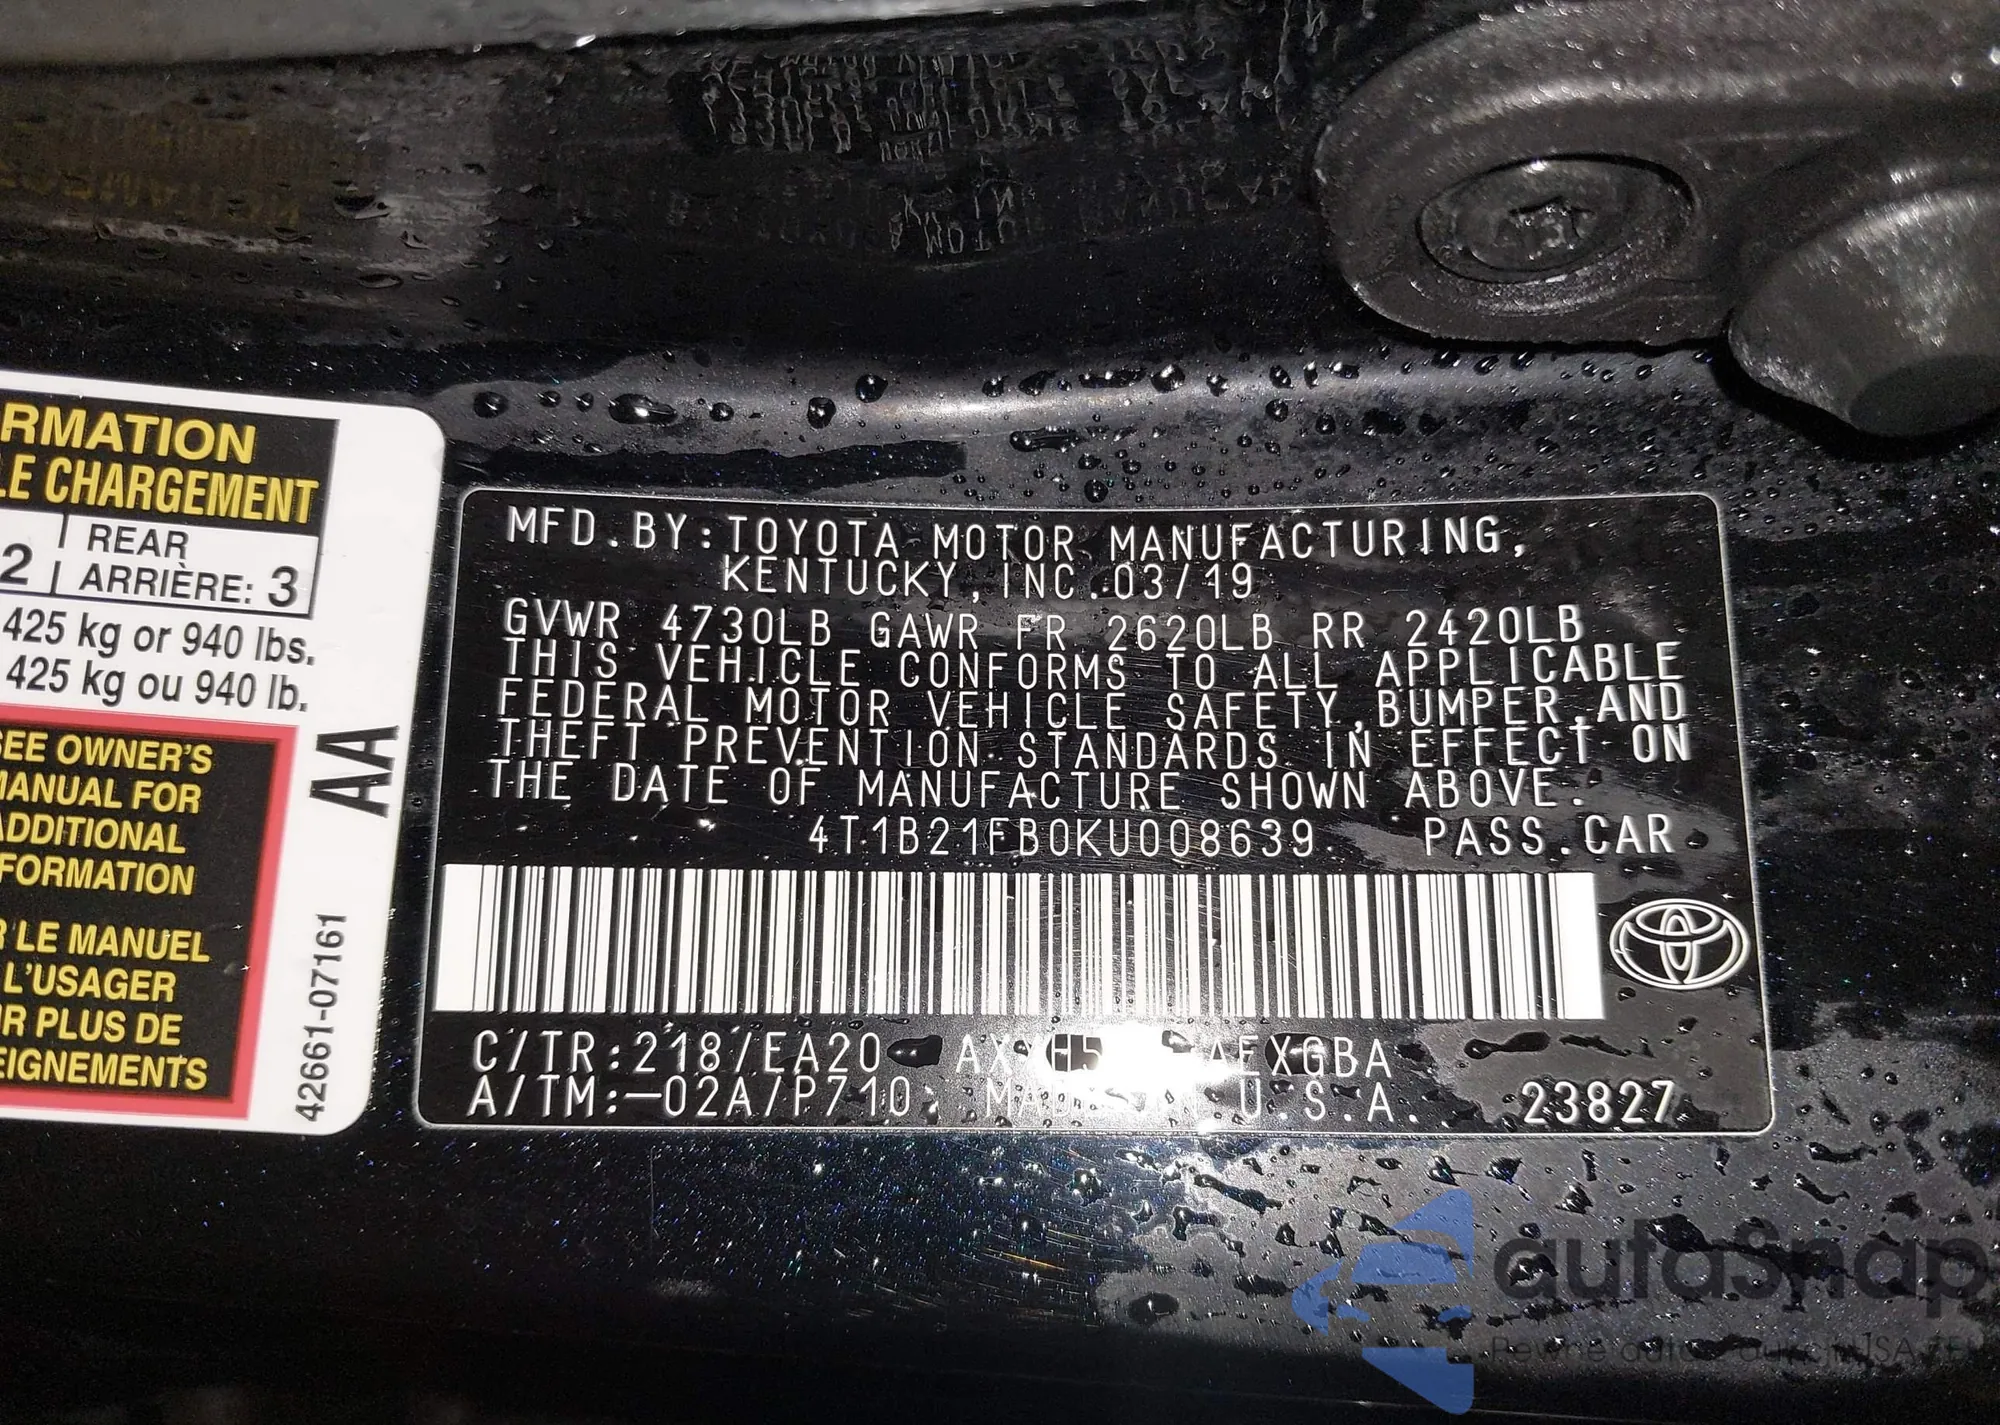 RMATION
LE CHARGEMENT
2 REAR
ARRIÈRE: 3
425 kg or 940 lbs.
425 kg ou 940 lb.
SEE OWNER'S
MANUAL FOR
ADDITIONAL
FORMATION
R LE MANUEL
L'USAGER
R PLUS DE
EIGNEMENTS
AA
42661-07161
MFD.BY:TOYOTA MOTOR MANUFACTURING,
KENTUCKY,INC.03/19
GVWR 4730LB GAWR FR 2620LB RR 2420LB
THIS VEHICLE CONFORMS TO ALL APPLICABLE
FEDERAL MOTOR VEHICLE SAFETY,BUMPER,AND
THEFT PREVENTION STANDARDS IN EFFECT ON
THE DATE OF MANUFACTURE SHOWN ABOVE.
4T1B21FB0KU008639 PASS.CAR
C/TR:218/EA20
A/TM:-02A/P710 U.S.A. 23827
autoSnap
Pewne auta